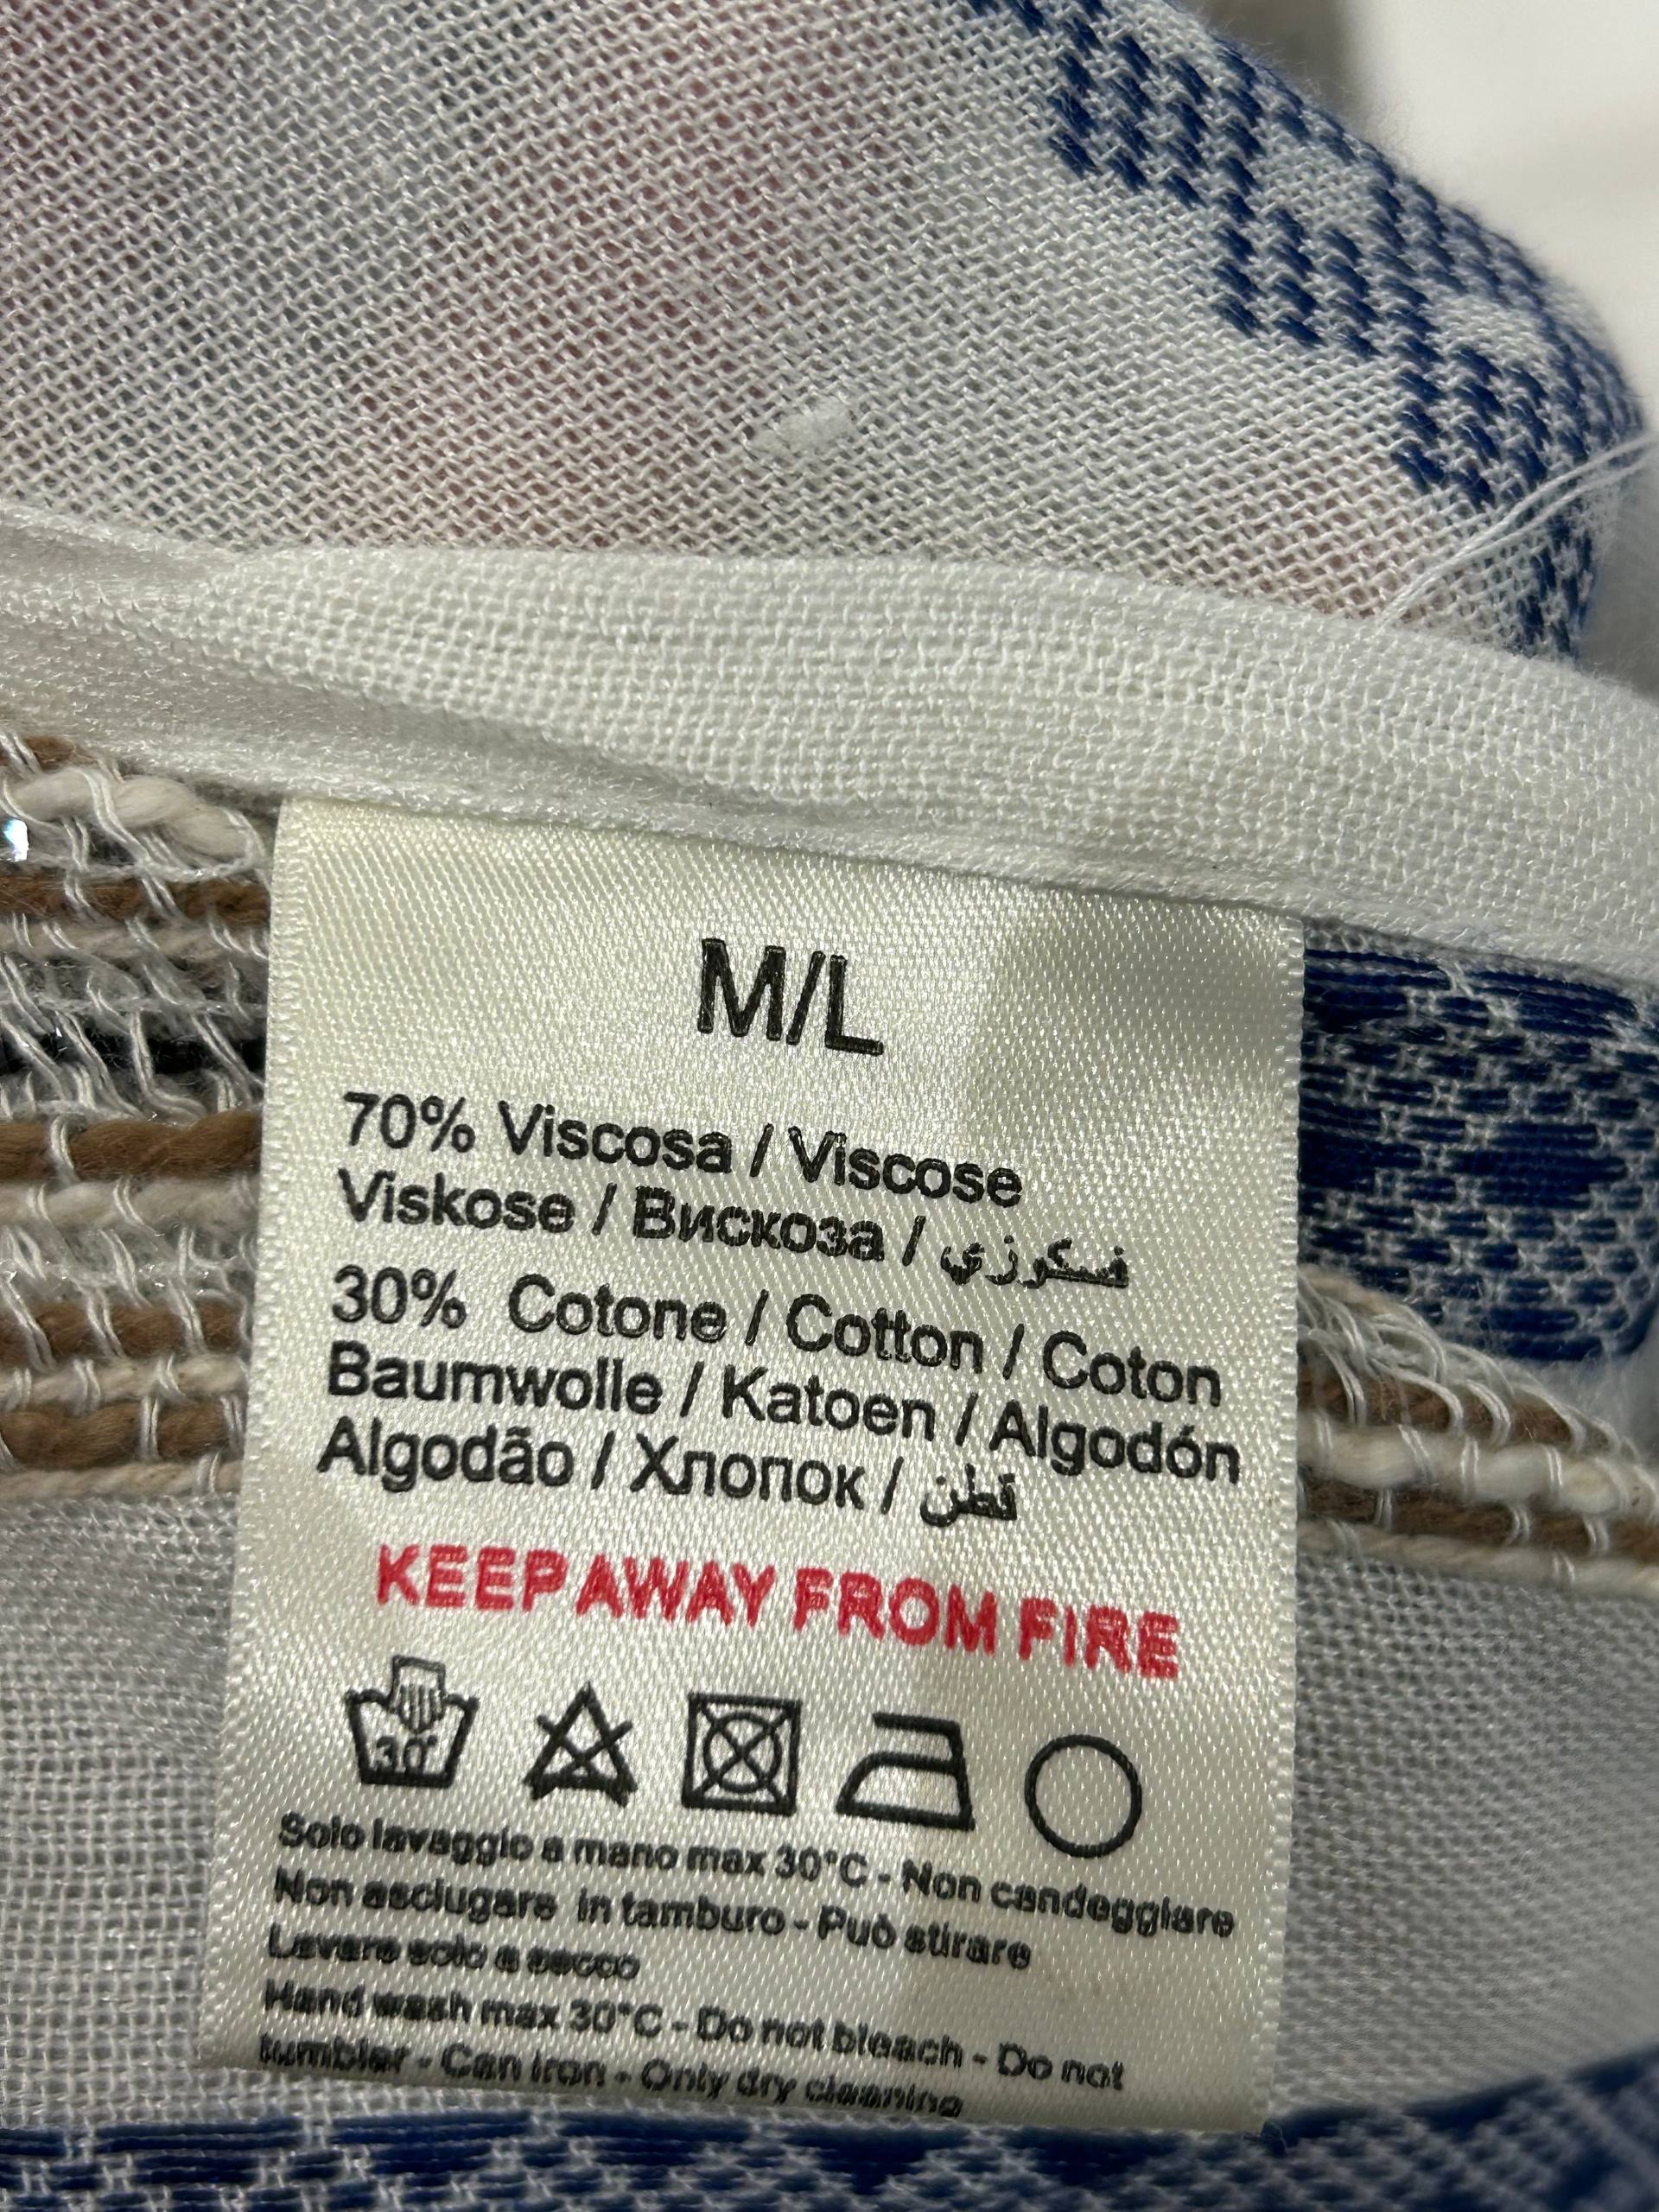 M/L
70% Viscosa / Viscose
Viskose / Вискоза / فسكوزي
30% Cotone / Cotton / Coton
Baumwolle / Katoen / Algodón
Algodão / Хлопок / قطن
KEEP AWAY FROM FIRE
30°
Solo lavaggio a mano max 30°C - Non candeggiare
Non asciugare in tamburo - Può stirare
Lavare solo a secco
Hand wash max 30°C - Do not bleach - Do not
tumbler - Can iron - Only dry cleaning